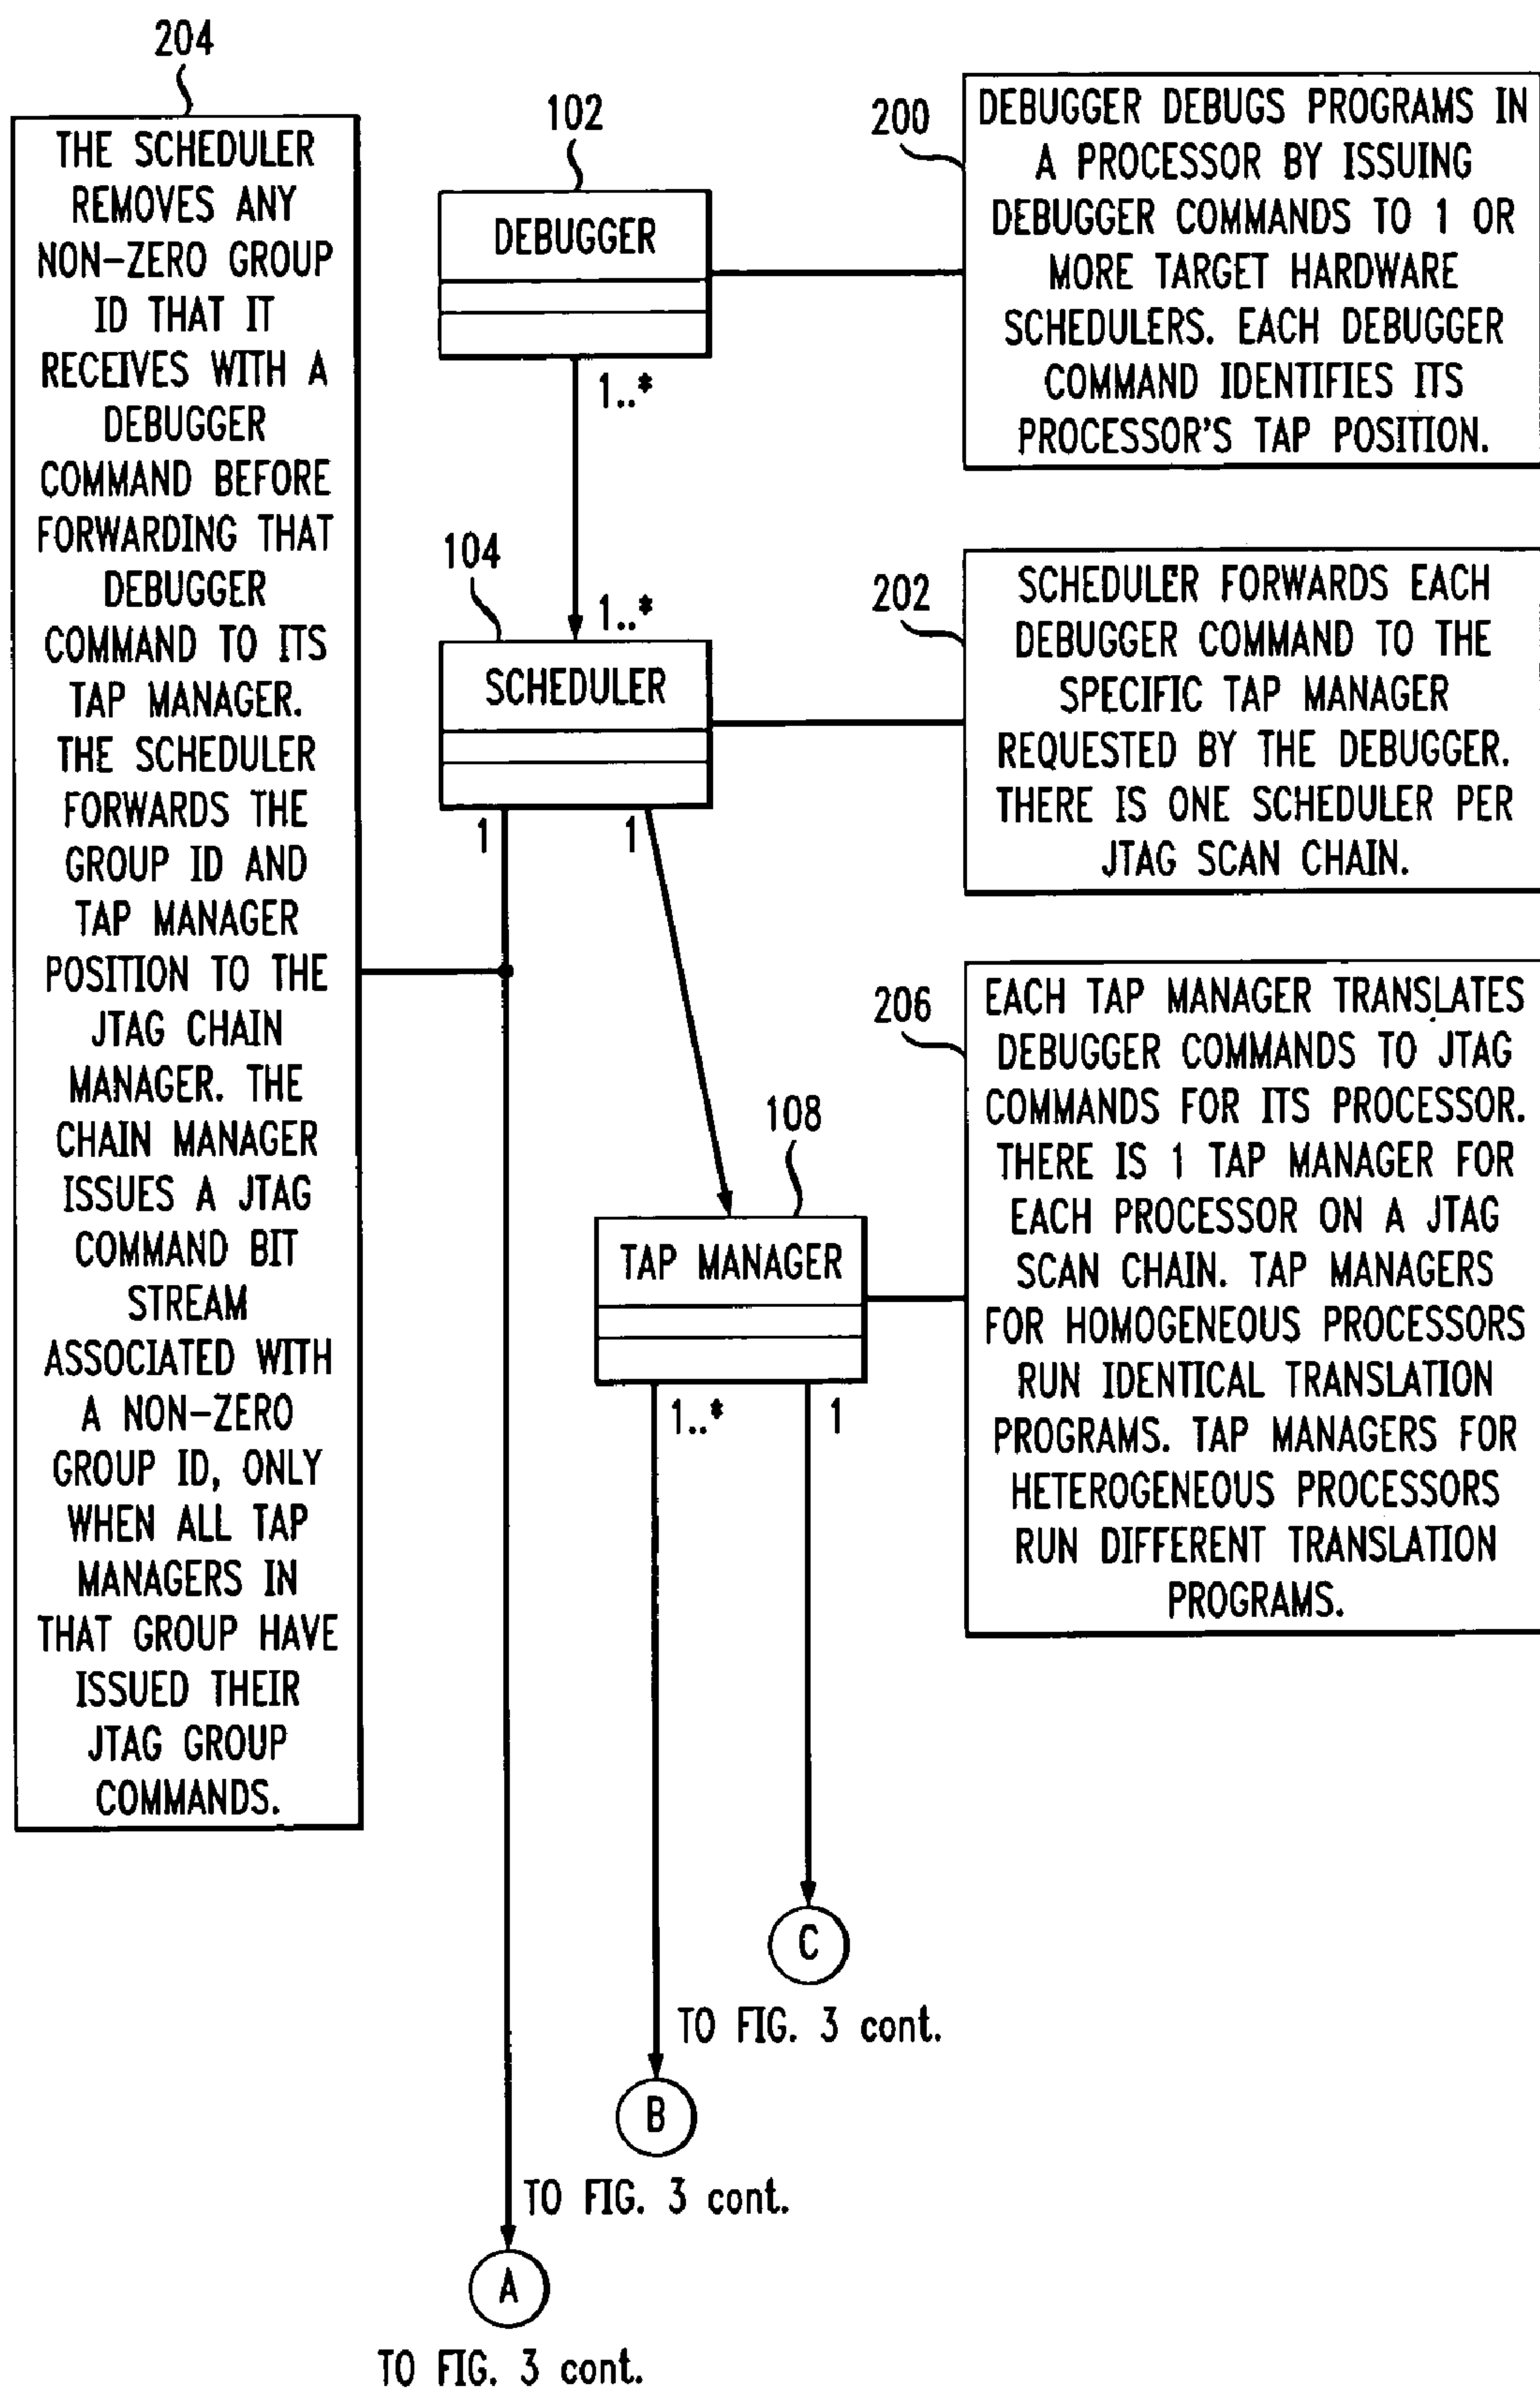 204
THE SCHEDULER
REMOVES ANY
NON-ZERO GROUP
ID THAT IT
RECEIVES WITH A
DEBUGGER
COMMAND BEFORE
FORWARDING THAT
DEBUGGER
COMMAND TO ITS
TAP MANAGER.
THE SCHEDULER
FORWARDS THE
GROUP ID AND
TAP MANAGER
POSITION TO THE
JTAG CHAIN
MANAGER. THE
CHAIN MANAGER
ISSUES A JTAG
COMMAND BIT
STREAM
ASSOCIATED WITH
A NON-ZERO
GROUP ID, ONLY
WHEN ALL TAP
MANAGERS IN
THAT GROUP HAVE
ISSUED THEIR
JTAG GROUP
COMMANDS.
102
DEBUGGER
1..*
200
DEBUGGER DEBUGS PROGRAMS IN
A PROCESSOR BY ISSUING
DEBUGGER COMMANDS TO 1 OR
MORE TARGET HARDWARE
SCHEDULERS. EACH DEBUGGER
COMMAND IDENTIFIES ITS
PROCESSOR'S TAP POSITION.
104
1..*
SCHEDULER
1
1
202
SCHEDULER FORWARDS EACH
DEBUGGER COMMAND TO THE
SPECIFIC TAP MANAGER
REQUESTED BY THE DEBUGGER.
THERE IS ONE SCHEDULER PER
JTAG SCAN CHAIN.
108
TAP MANAGER
1..*
1
206
EACH TAP MANAGER TRANSLATES
DEBUGGER COMMANDS TO JTAG
COMMANDS FOR ITS PROCESSOR.
THERE IS 1 TAP MANAGER FOR
EACH PROCESSOR ON A JTAG
SCAN CHAIN. TAP MANAGERS
FOR HOMOGENEOUS PROCESSORS
RUN IDENTICAL TRANSLATION
PROGRAMS. TAP MANAGERS FOR
HETEROGENEOUS PROCESSORS
RUN DIFFERENT TRANSLATION
PROGRAMS.
C
TO FIG. 3 cont.
B
TO FIG. 3 cont.
A
TO FIG. 3 cont.